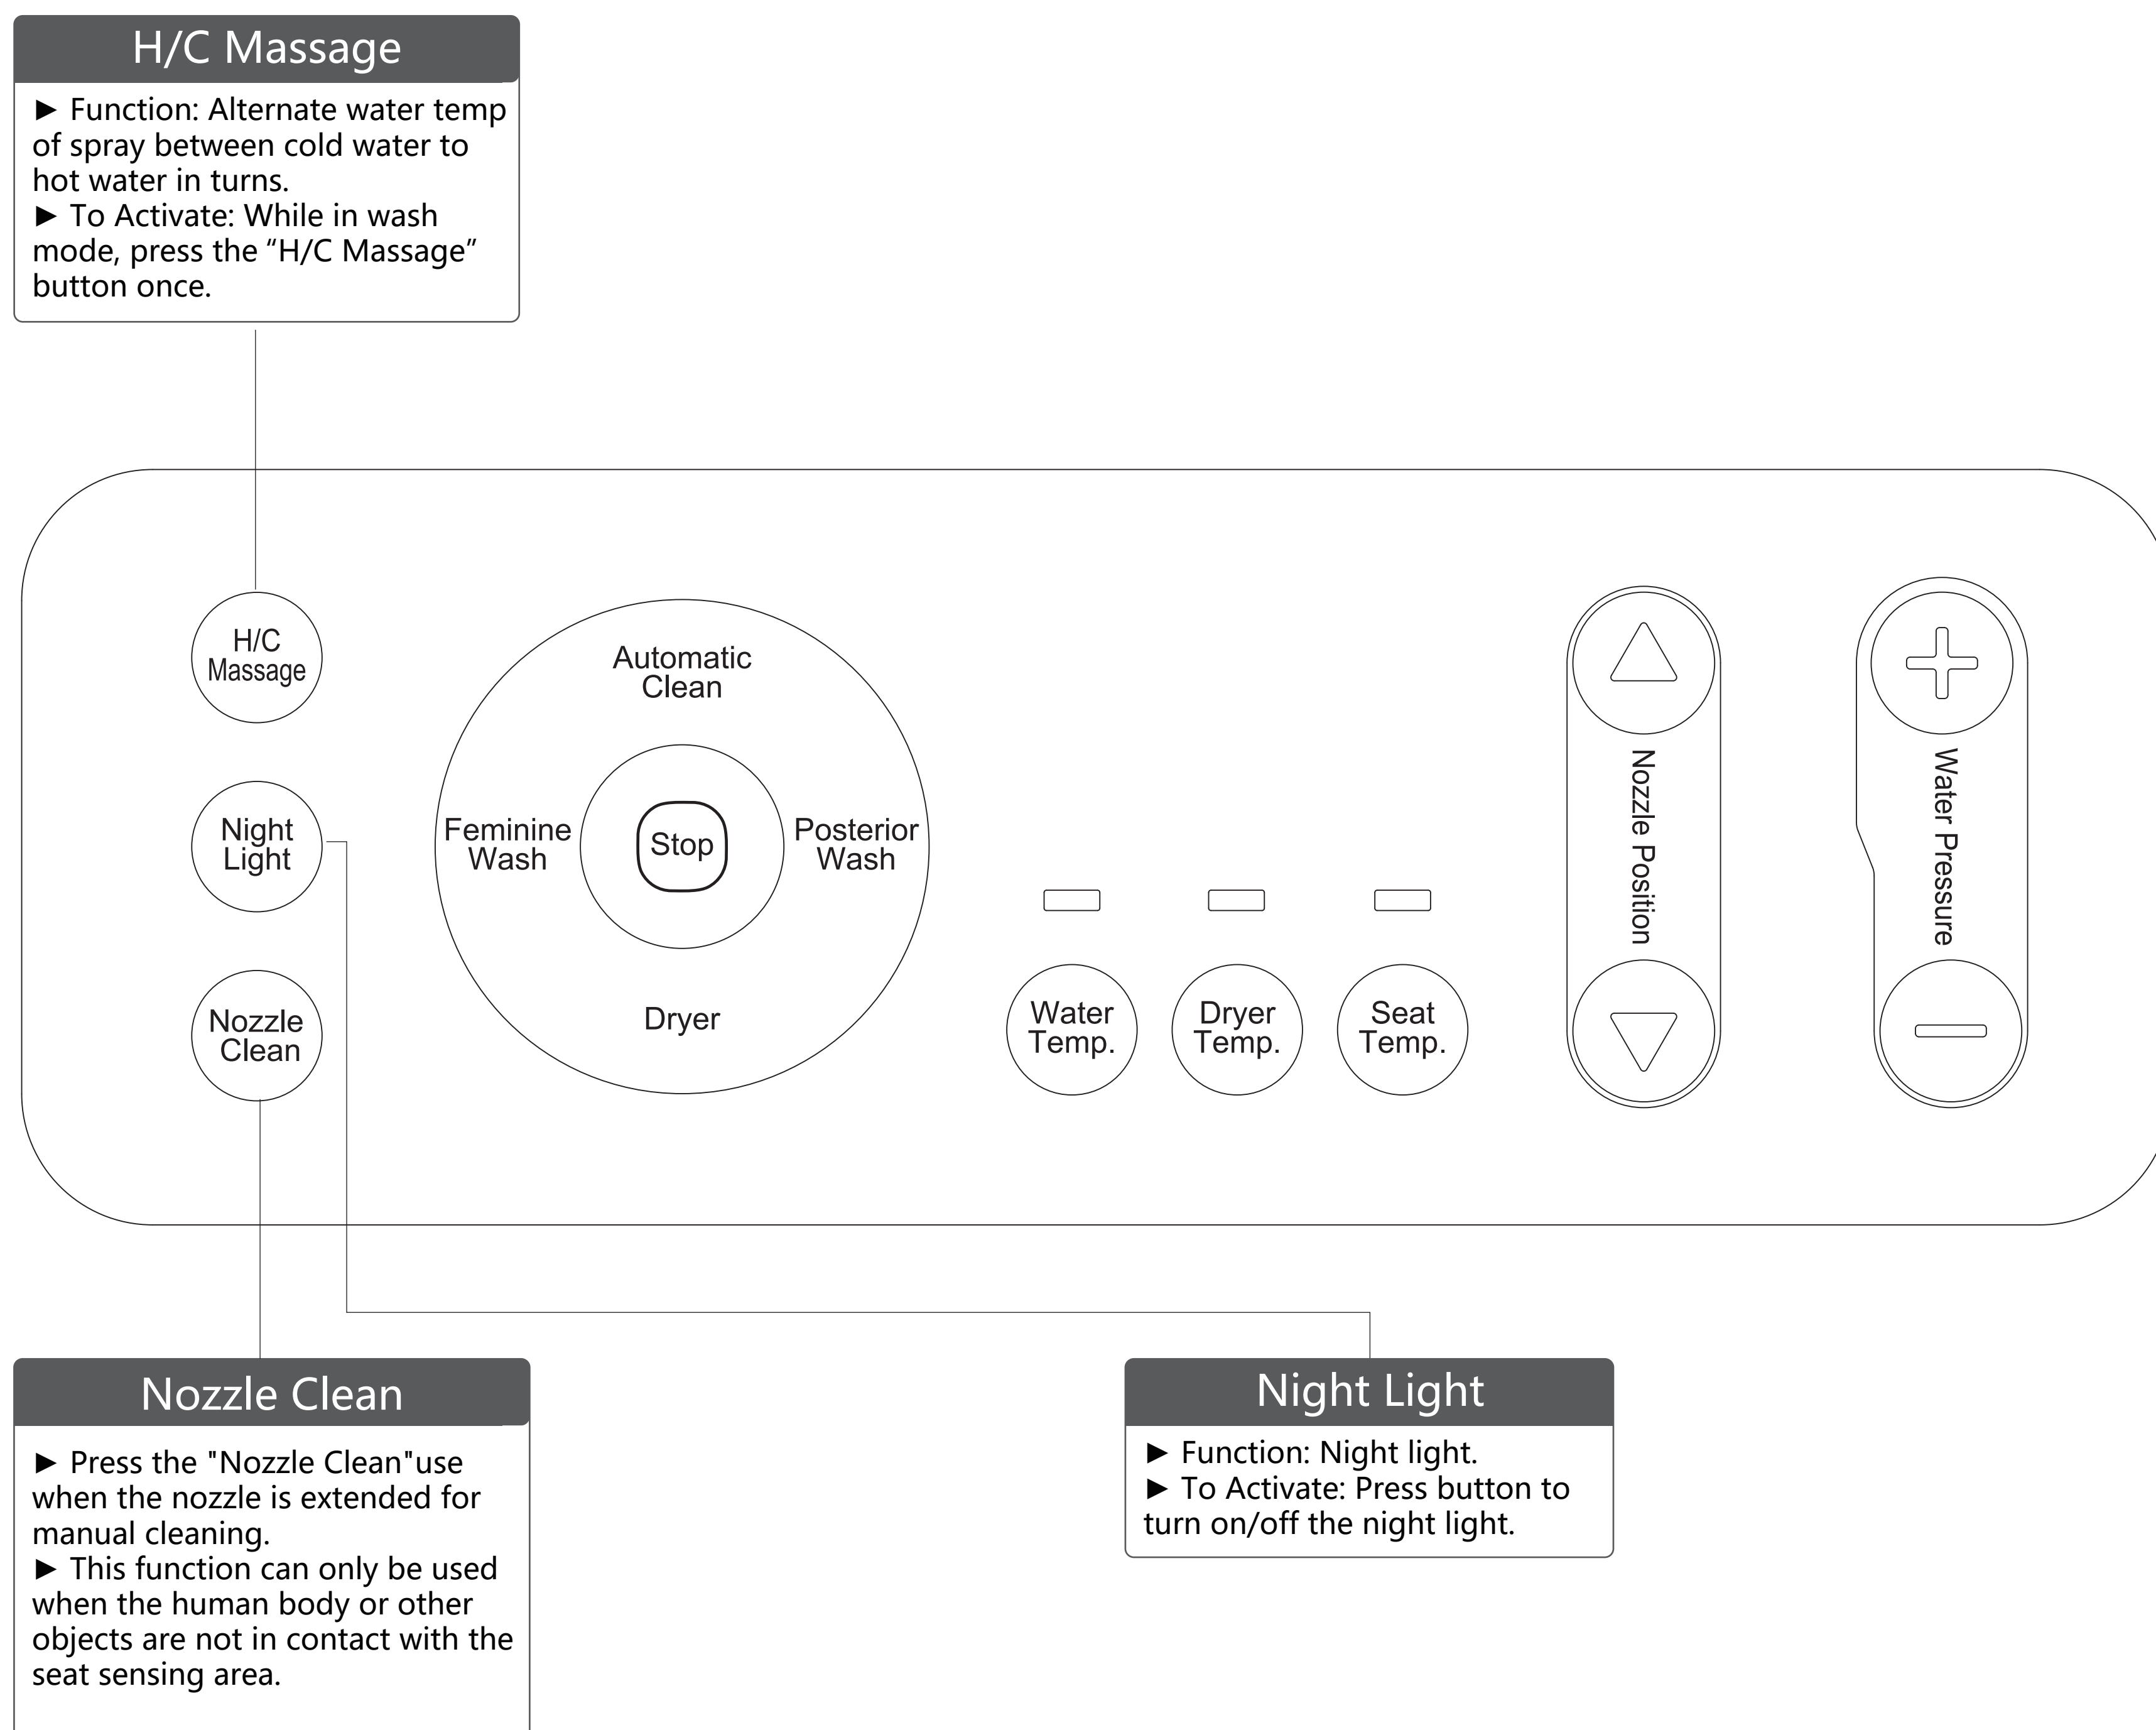 H/C Massage
► Function: Alternate water temp
of spray between cold water to
hot water in turns.
► To Activate: While in wash
mode, press the “H/C Massage”
button once.
H/C
Massage
Night
Light
Nozzle
Clean
Automatic
Clean
Feminine
Wash
Stop
Posterior
Wash
Dryer
Water
Temp.
Dryer
Temp.
Seat
Temp.
Nozzle Position
Water Pressure
Nozzle Clean
► Press the "Nozzle Clean"use
when the nozzle is extended for
manual cleaning.
► This function can only be used
when the human body or other
objects are not in contact with the
seat sensing area.
Night Light
► Function: Night light.
► To Activate: Press button to
turn on/off the night light.